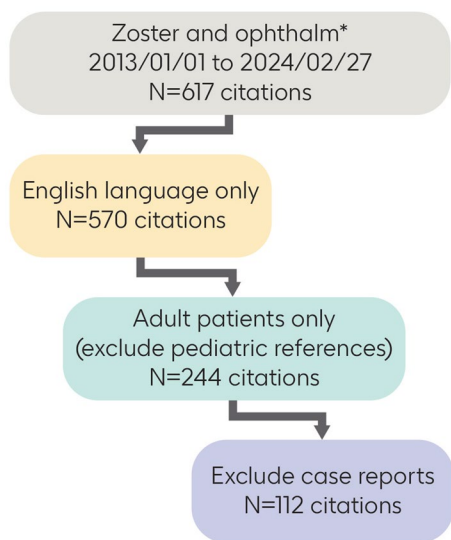 Zoster and ophthalm*
2013/01/01 to 2024/02/27
N=617 citations
English language only
N=570 citations
Adult patients only
(exclude pediatric references)
N=244 citations
Exclude case reports
N=112 citations